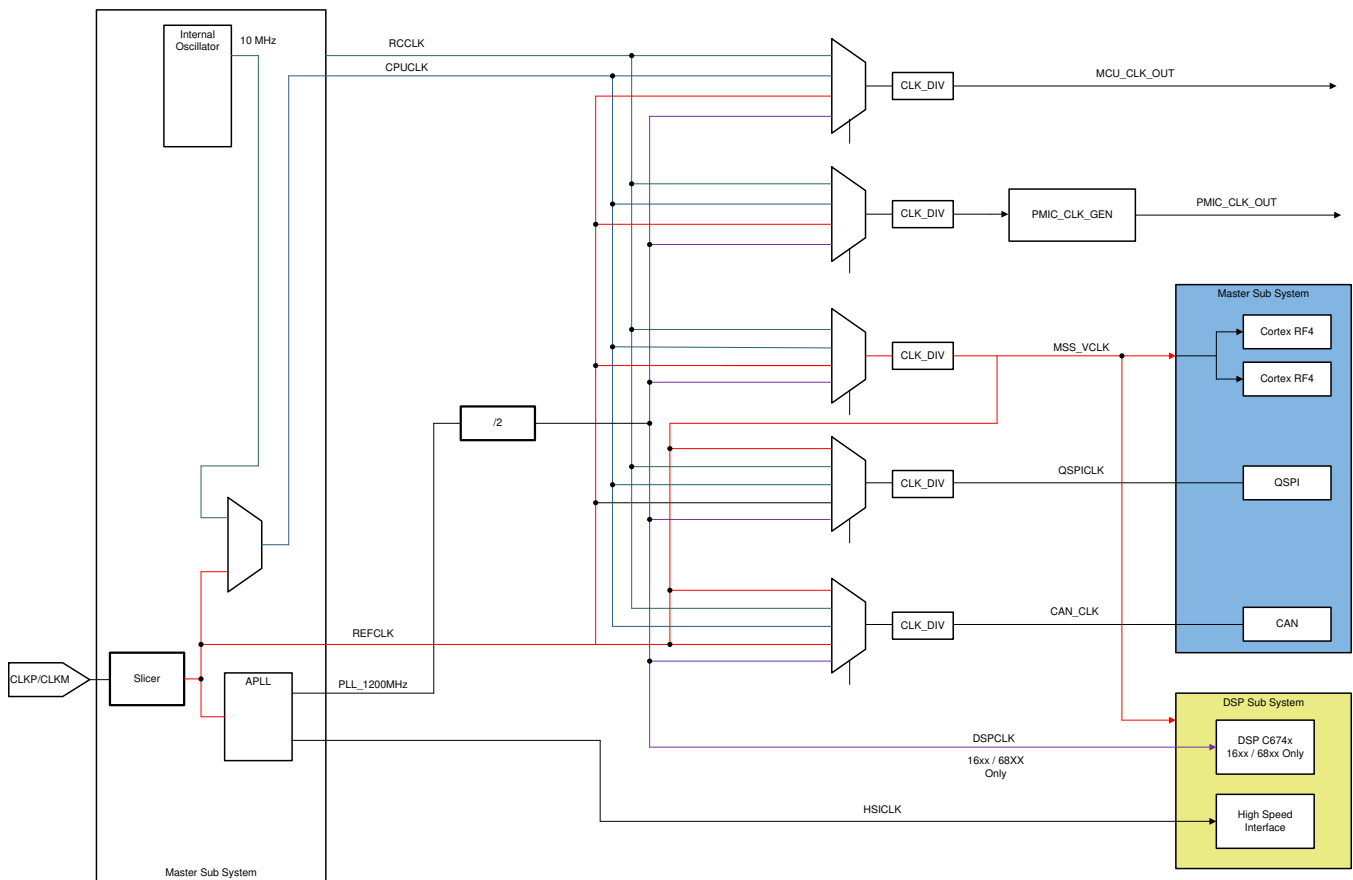 Internal
Oscillator
10 MHz
RCCLK
CPUCLK
CLK_DIV
MCU_CLK_OUT
CLK_DIV
PMIC_CLK_GEN
PMIC_CLK_OUT
Master Sub System
Cortex RF4
CLK_DIV
MSS_VCLK
Cortex RF4
/2
CLK_DIV
QSPICLK
QSPI
CLK_DIV
CAN_CLK
CAN
REFCLK
CLKP/CLKM
Slicer
APLL
PLL_1200MHz
DSP Sub System
DSPCLK
16xx / 68XX
Only
DSP C674x
16xx / 68xx Only
HSICLK
High Speed
Interface
Master Sub System